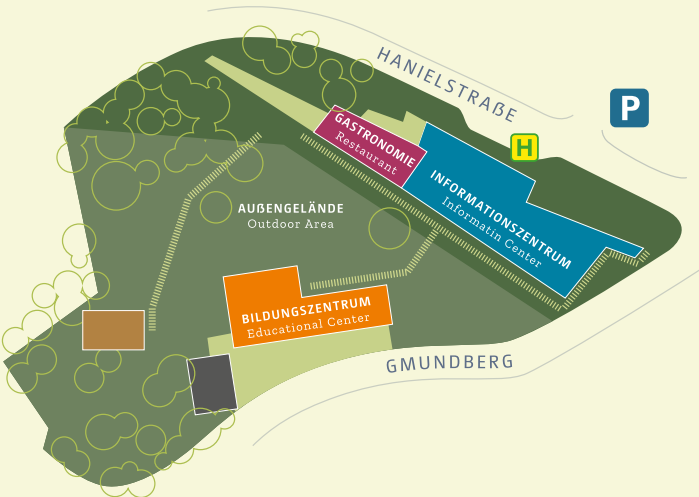 HANIELSTRAßE
P
H
GASTRONOMIE
Restaurant
INFORMATIONSZENTRUM
Informatin Center
AUßENGELÄNDE
Outdoor Area
BILDUNGSZENTRUM
Educational Center
GMUNDBERG